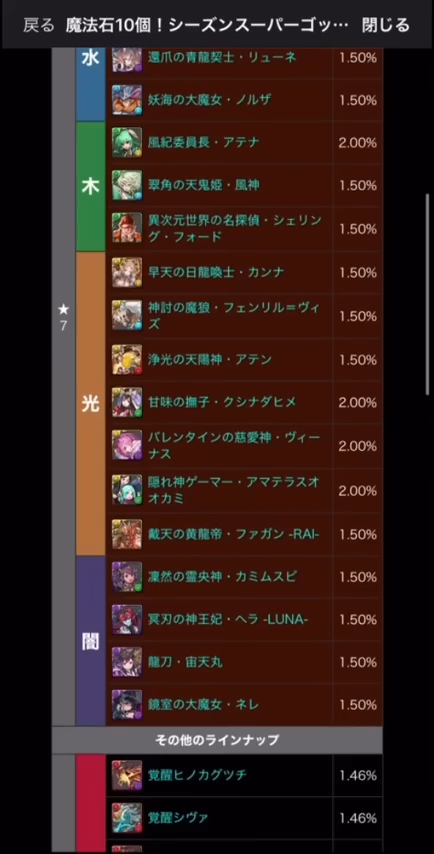 戻る 魔法石10個！シーズンスーパーゴッ… 閉じる
水
還爪の青龍契士・リューネ 1.50%
妖海の大魔女・ノルザ 1.50%
木
風紀委員長・アテナ 2.00%
翠角の天鬼姫・風神 1.50%
異次元世界の名探偵・シェリン
グ・フォード 1.50%
★
7
光
早天の日龍喚士・カンナ 1.50%
神討の魔狼・フェンリル＝ヴィ
ズ 1.50%
浄光の天陽神・アテン 1.50%
甘味の撫子・クシナダヒメ 2.00%
バレンタインの慈愛神・ヴィー
ナス 2.00%
隠れ神ゲーマー・アマテラスオ
オカミ 2.00%
戴天の黄龍帝・ファガン -RAI- 1.50%
闇
凜然の霊央神・カミムスビ 1.50%
冥刃の神王妃・ヘラ -LUNA- 1.50%
龍刀・宙天丸 1.50%
鏡室の大魔女・ネレ 1.50%
その他のラインナップ
覚醒ヒノカグツチ 1.46%
覚醒シヴァ 1.46%